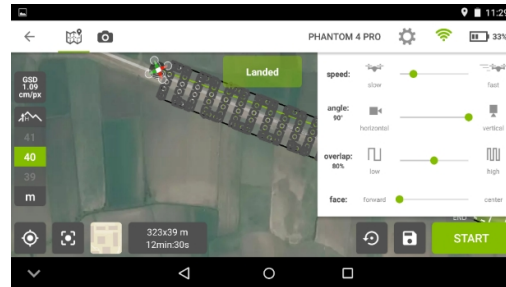 11:29
PHANTOM 4 PRO
33%
Landed
GSD
1.09
cm/px
41
40
39
m
speed:
slow
fast
angle:
90°
horizontal
vertical
overlap:
80%
low
high
face:
forward
center
323x39 m
12min:30s
END
START